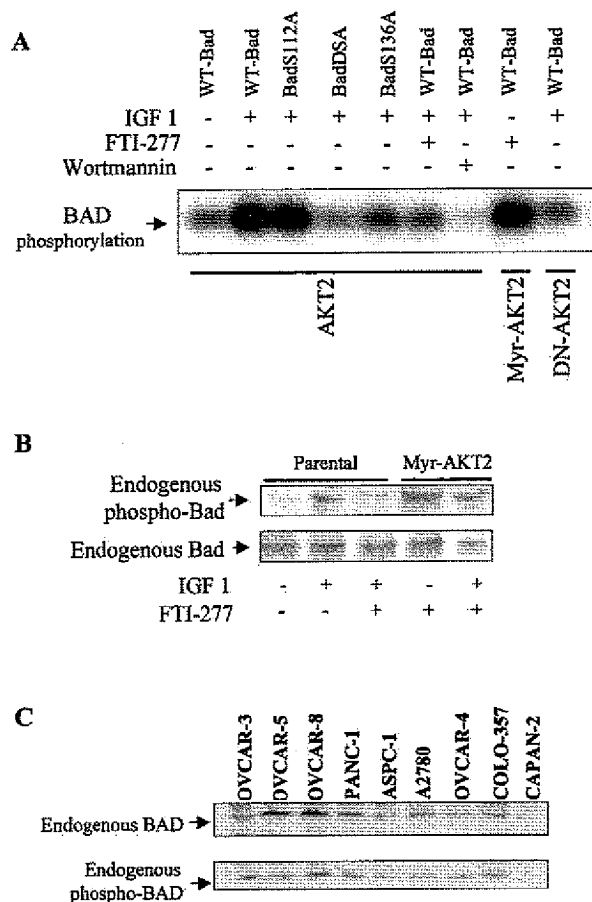 A
WT-Bad WT-Bad BadS112A BadDSA BadS136A WT-Bad WT-Bad WT-Bad WT-Bad
IGF 1 - + + + + + + - +
FTI-277 - - - - - + - + -
Wortmannin - - - - - - + - -
BAD
phosphorylation
AKT2 Myr-AKT2 DN-AKT2
B
Parental Myr-AKT2
Endogenous
phospho-Bad
Endogenous Bad
IGF 1 - + + - +
FTI-277 - - + + +
C
OVCAR-3 OVCAR-5 OVCAR-8 PANC-1 ASPC-1 A2780 OVCAR-4 COLO-357 CAPAN-2
Endogenous BAD
Endogenous
phospho-BAD